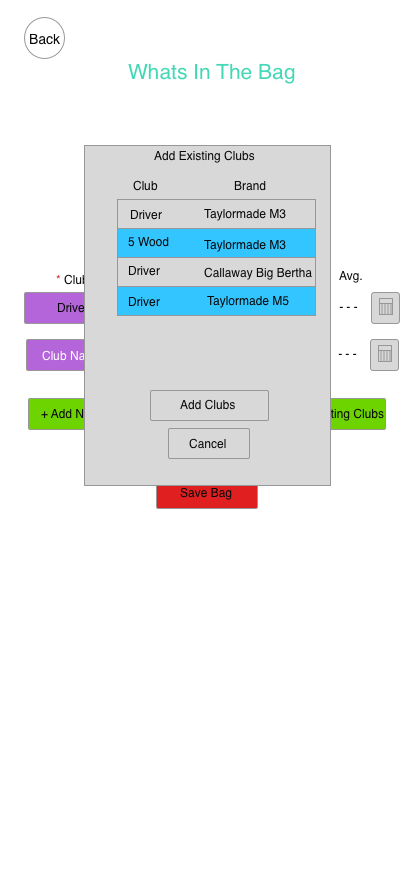 Back
Whats In The Bag
Add Existing Clubs
Club Brand
Driver Taylormade M3
5 Wood Taylormade M3
Driver Callaway Big Bertha
Driver Taylormade M5
* Clu Avg.
Drive - - -
Club Na - - -
Add Clubs
+ Add N ting Clubs
Cancel
Save Bag